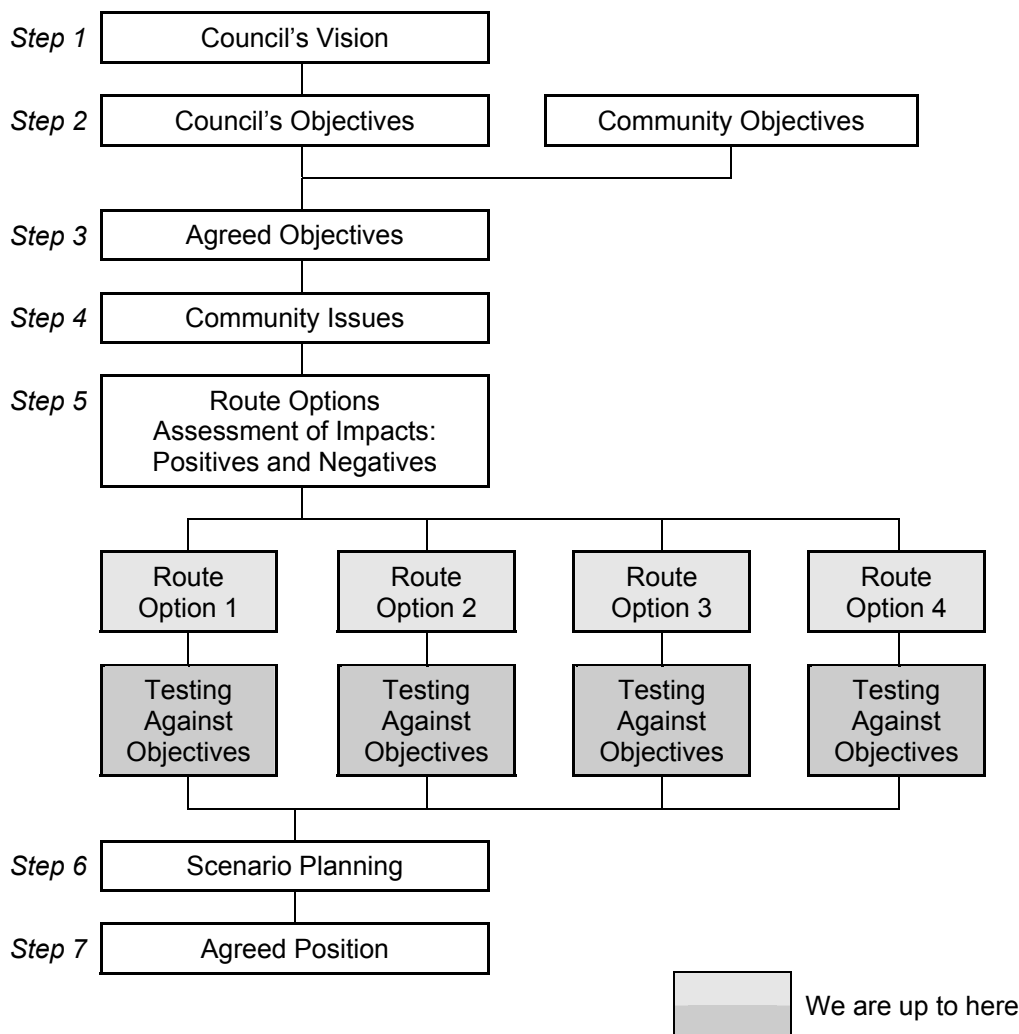 Step 1
Council’s Vision
Step 2
Council’s Objectives
Community Objectives
Step 3
Agreed Objectives
Step 4
Community Issues
Step 5
Route Options
Assessment of Impacts:
Positives and Negatives
Route
Option 1
Route
Option 2
Route
Option 3
Route
Option 4
Testing
Against
Objectives
Testing
Against
Objectives
Testing
Against
Objectives
Testing
Against
Objectives
Step 6
Scenario Planning
Step 7
Agreed Position
We are up to here